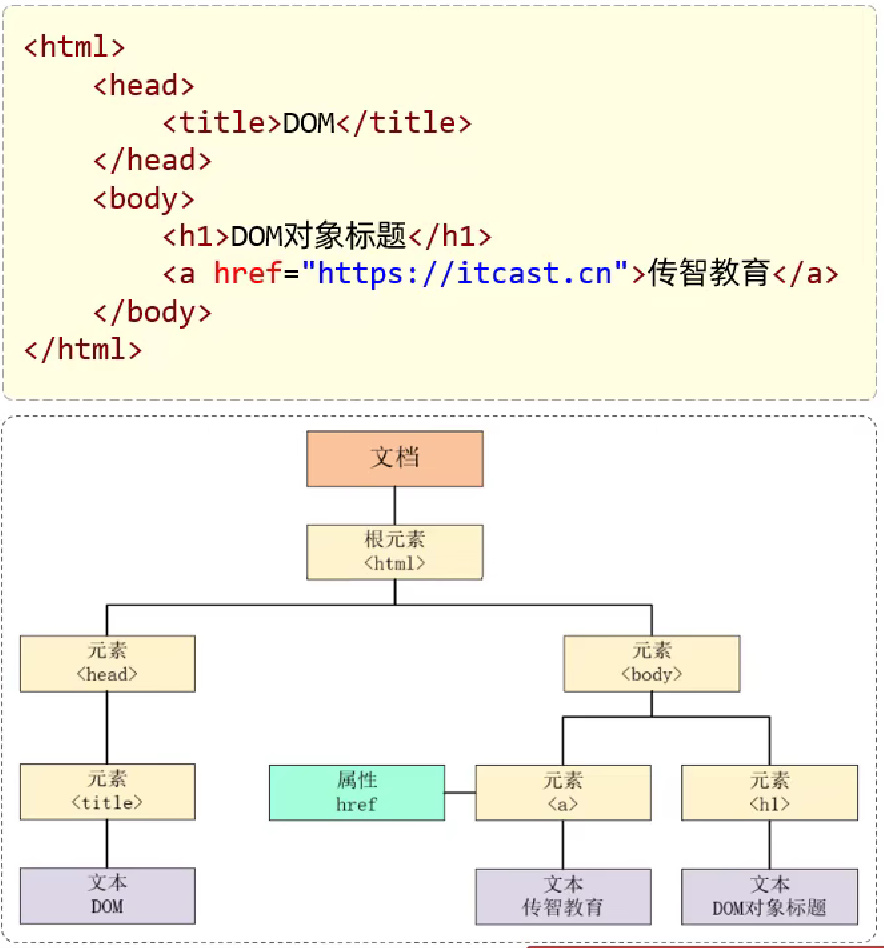 <html>
<head>
<title>DOM</title>
</head>
<body>
<h1>DOM对象标题</h1>
<a href="https://itcast.cn">传智教育</a>
</body>
</html>
文档
根元素
<html>
元素
<head>
元素
<body>
元素
<title>
属性
href
元素
<a>
元素
<h1>
文本
DOM
文本
传智教育
文本
DOM对象标题